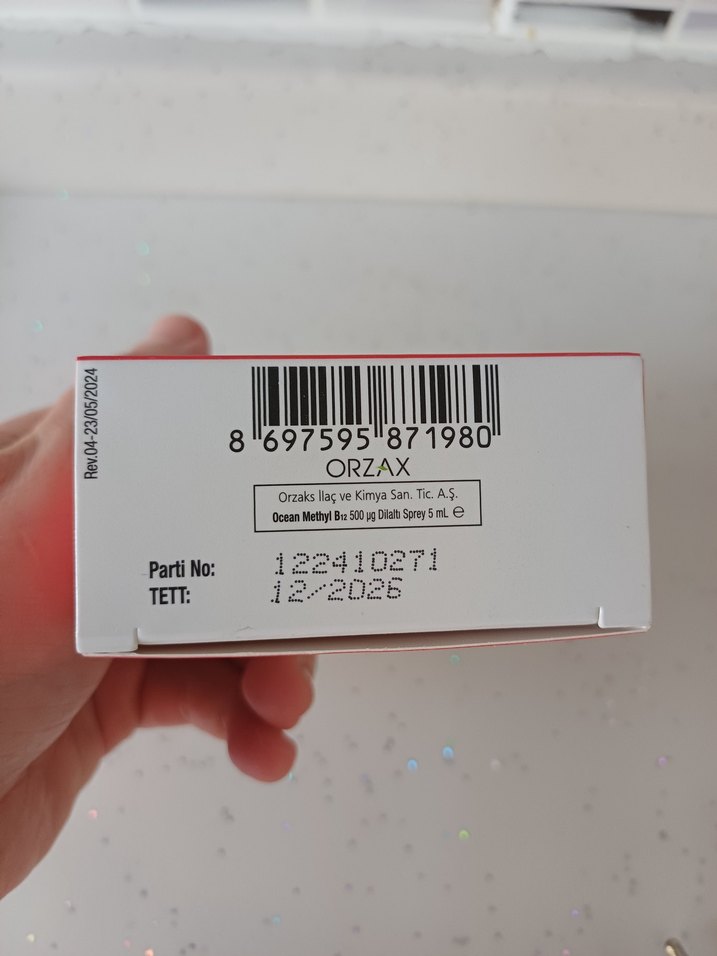 Rev.04-23/05/2024
8 697595 871980
ORZAX
Orzaks İlaç ve Kimya San. Tic. A.Ş.
Ocean Methyl B12 500 µg Dilaltı Sprey 5 mL ℮
Parti No: 122410271
TETT: 12/2026